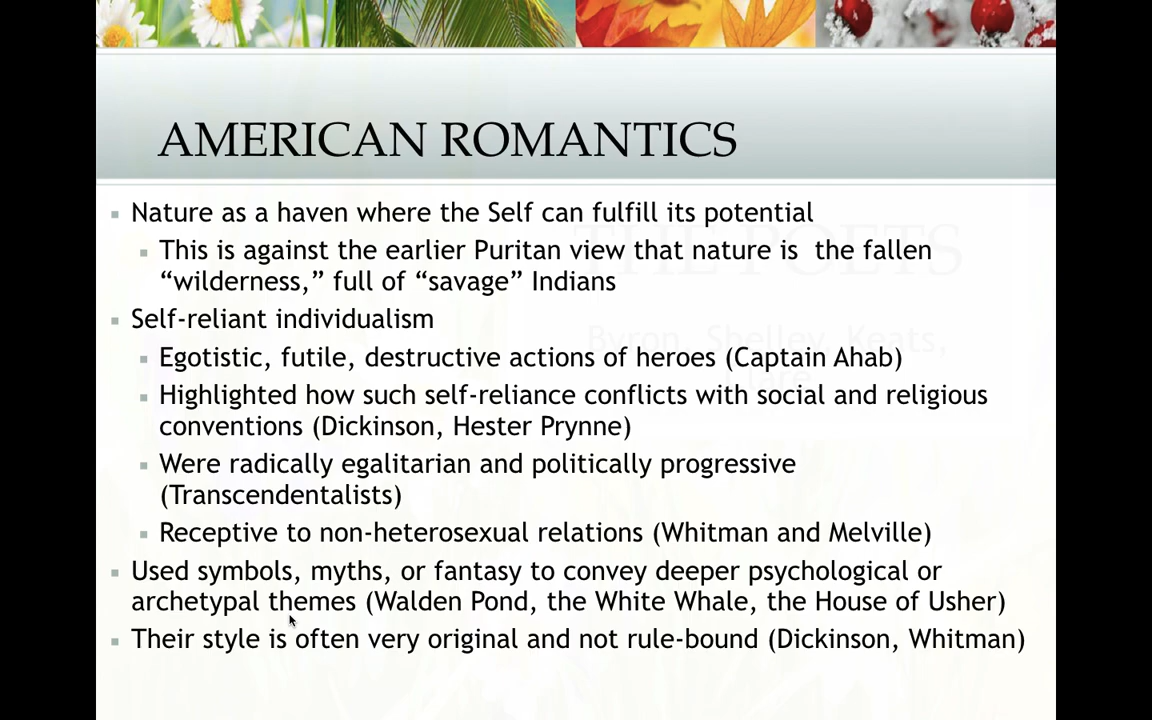 AMERICAN ROMANTICS
▪ Nature as a haven where the Self can fulfill its potential
▪ This is against the earlier Puritan view that nature is  the fallen
“wilderness,” full of “savage” Indians
▪ Self-reliant individualism
▪ Egotistic, futile, destructive actions of heroes (Captain Ahab)
▪ Highlighted how such self-reliance conflicts with social and religious
conventions (Dickinson, Hester Prynne)
▪ Were radically egalitarian and politically progressive
(Transcendentalists)
▪ Receptive to non-heterosexual relations (Whitman and Melville)
▪ Used symbols, myths, or fantasy to convey deeper psychological or
archetypal themes (Walden Pond, the White Whale, the House of Usher)
▪ Their style is often very original and not rule-bound (Dickinson, Whitman)
THE POETS
Byron, Shelley, Keats,